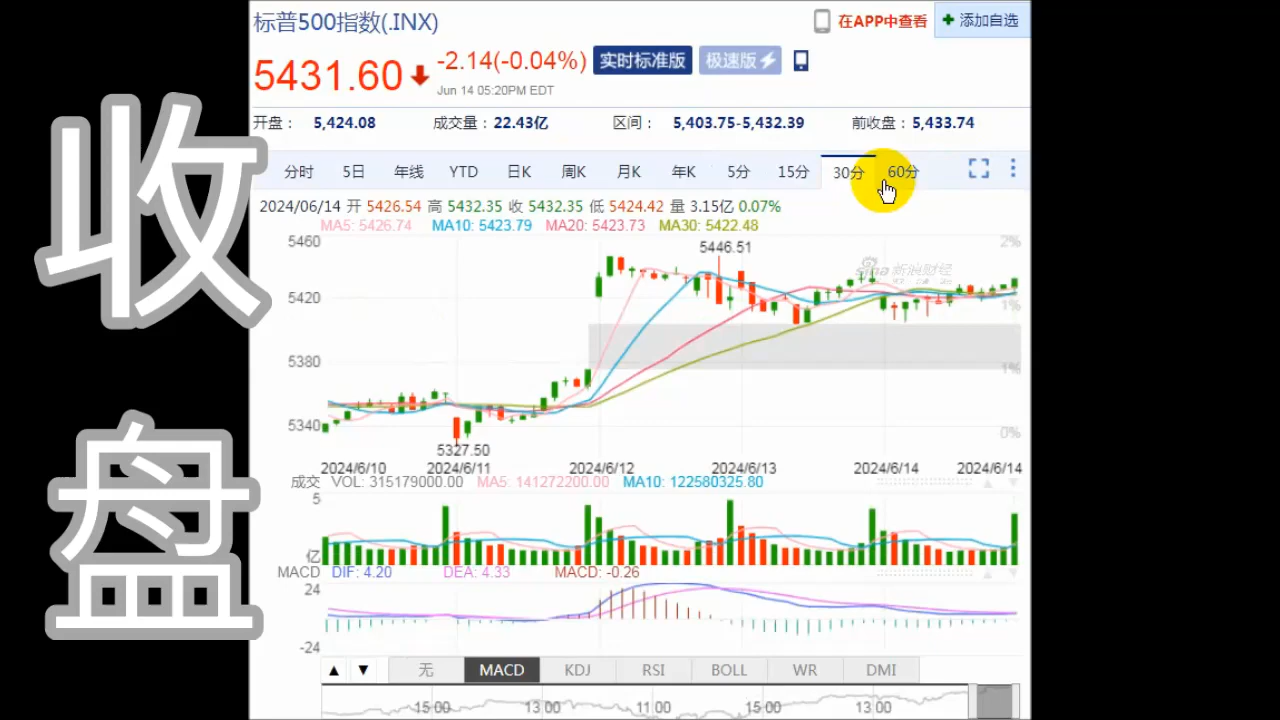 收
盘
标普500指数(.INX)
在APP中查看
添加自选
5431.60
-2.14(-0.04%)
实时标准版
极速版
Jun 14 05:20PM EDT
开盘： 5,424.08 成交量：22.43亿 区间： 5,403.75-5,432.39 前收盘：5,433.74
分时 5日 年线 YTD 日K 周K 月K 年K 5分 15分 30分 60分
2024/06/14 开 5426.54 高 5432.35 收 5432.35 低 5424.42 量 3.15亿 0.07%
MA5: 5426.74 MA10: 5423.79 MA20: 5423.73 MA30: 5422.48
5460 5446.51 2%
sina 新浪财经
5420 1%
5380 1%
5340 0%
5327.50
2024/6/10 2024/6/11 2024/6/12 2024/6/13 2024/6/14 2024/6/14
成交 VOL: 315179000.00 MA5: 141272200.00 MA10: 122580325.80
5
亿
MACD DIF: 4.20 DEA: 4.33 MACD: -0.26
24
-24
▲ ▼ 无 MACD KDJ RSI BOLL WR DMI
15:00 13:00 11:00 15:00 13:00